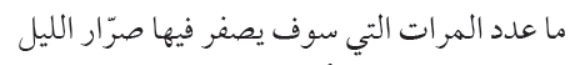 ما عدد المرات التي سوف يصفر فيها صرّار الليل